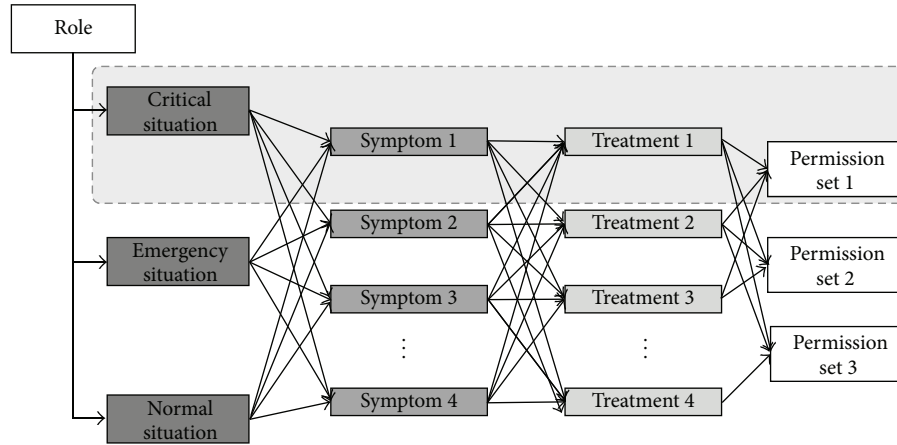 Role
Critical
situation
Emergency
situation
Normal
situation
Symptom 1
Symptom 2
Symptom 3
⋮
Symptom 4
Treatment 1
Treatment 2
Treatment 3
⋮
Treatment 4
Permission
set 1
Permission
set 2
Permission
set 3